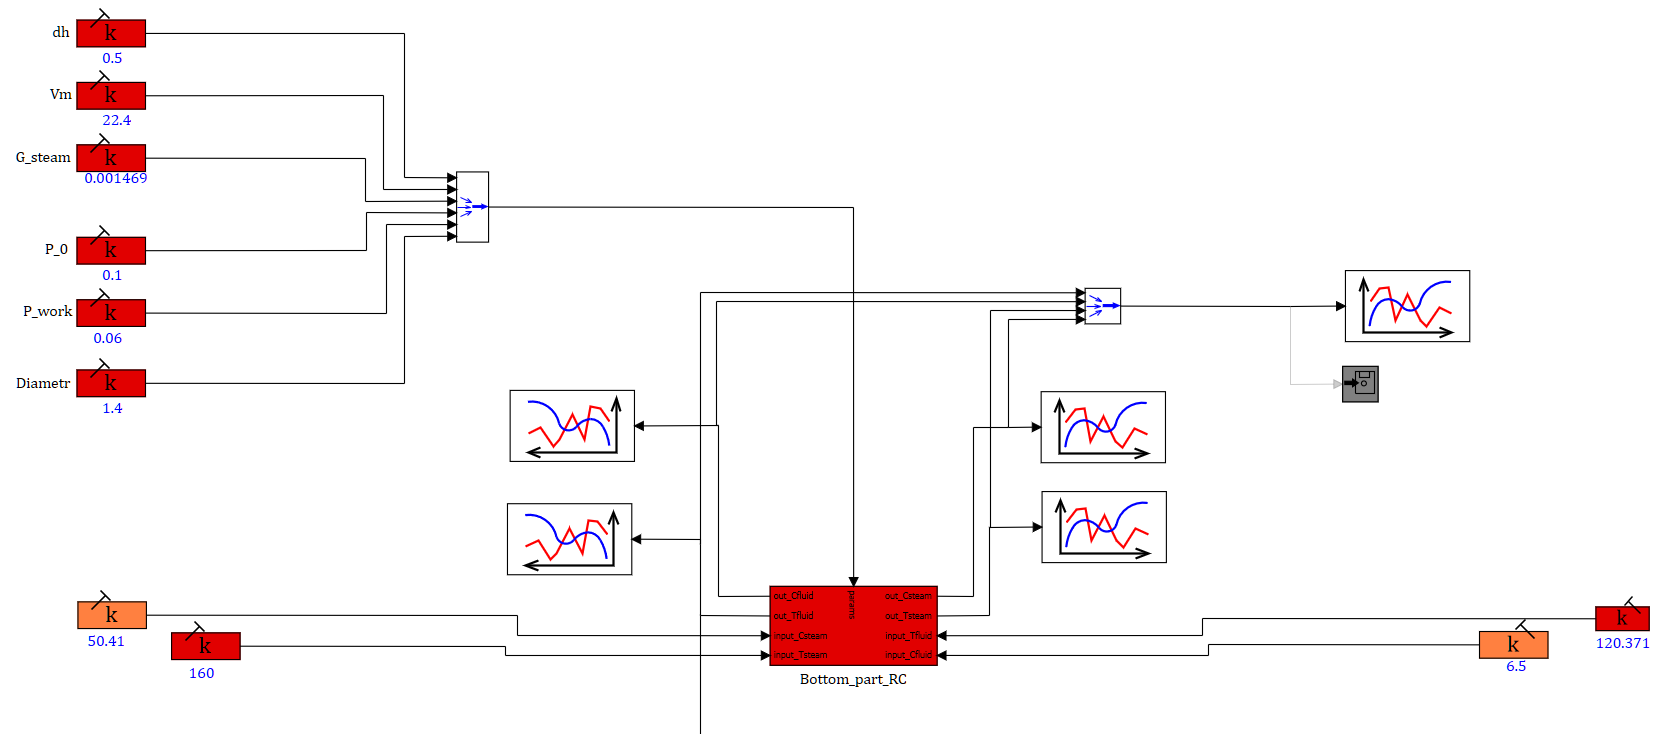 dh
k
0.5
Vm
k
22.4
G_steam
k
0.001469
P_0
k
0.1
P_work
k
0.06
Diametr
k
1.4
out_Cfluid
out_Tfluid
input_Csteam
input_Tsteam
params
out_Csteam
out_Tsteam
input_Tfluid
input_Cfluid
Bottom_part_RC
k
50.41
k
160
k
120.371
k
6.5